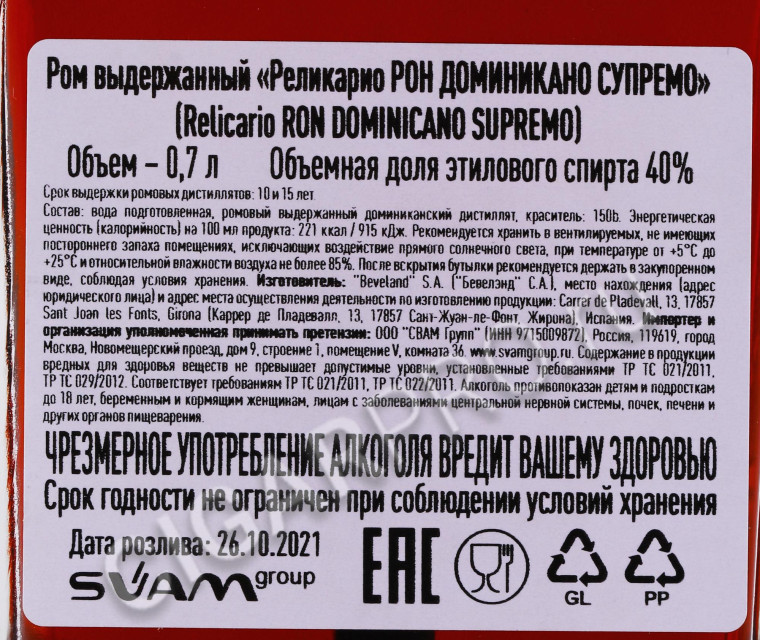 Ром выдержанный «Реликарио РОН ДОМИНИКАНО СУПРЕМО»
(Relicario RON DOMINICANO SUPREMO)
Объем – 0,7 л Объемная доля этилового спирта 40%
Срок выдержки ромовых дистиллятов: 10 и 15 лет
Состав: вода подготовленная, ромовый выдержанный доминиканский дистиллят, краситель: 150b. Энергетическая
ценность (калорийность) на 100 мл продукта: 221 ккал / 915 кДж. Рекомендуется хранить в вентилируемых, не имеющих
постороннего запаха помещениях, исключающих воздействие прямого солнечного света, при температуре от +5°С до
+25°С и относительной влажности воздуха не более 85%. После вскрытия бутылки рекомендуется держать в закупоренном
виде, соблюдая условия хранения. Изготовитель: "Beveland" S.A. ("Бевелэнд" С.А.), место нахождения (адрес
юридического лица) и адрес места осуществления деятельности по изготовлению продукции: Carrer de Pladevall, 13, 17857
Sant Joan les Fonts, Girona (Каррер де Пладевалл, 13, 17857 Сант-Жуан-ле-Фонт, Жирона), Испания. Импортер и
организация уполномоченная принимать претензии: ООО "СВАМ Групп" (ИНН 9715009872), Россия, 119619, город
Москва, Новомещерский проезд, дом 9, строение 1, помещение V, комната 38, www.svamgroup.ru. Содержание в продукции
вредных для здоровья веществ не превышает допустимые уровни, установленные требованиями ТР ТС 021/2011,
ТР ТС 029/2012. Соответствует требованиям ТР ТС 021/2011, ТР ТС 022/2011. Алкоголь противопоказан детям и подросткам
до 18 лет, беременным и кормящим женщинам, лицам с заболеваниями центральной нервной системы, почек, печени и
других органов пищеварения.
ЧРЕЗМЕРНОЕ УПОТРЕБЛЕНИЕ АЛКОГОЛЯ ВРЕДИТ ВАШЕМУ ЗДОРОВЬЮ
Срок годности не ограничен при соблюдении условий хранения
Дата розлива: 26.10.2021
SVAM group
EAC
GL PP
CIGARPRO.ru